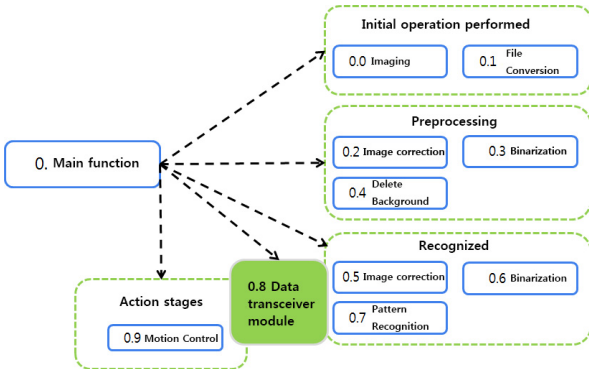 Initial operation performed
0.0 Imaging
0.1 File
Conversion
Preprocessing
0.2 Image correction
0.3 Binarization
0.4 Delete
Background
0. Main function
Recognized
0.5 Image correction
0.6 Binarization
0.7 Pattern
Recognition
0.8 Data
transceiver
module
Action stages
0.9 Motion Control